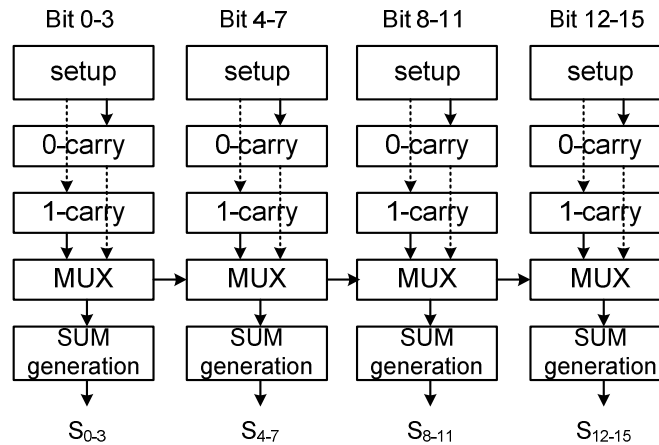 Bit 0-3 Bit 4-7 Bit 8-11 Bit 12-15
setup setup setup setup
0-carry 0-carry 0-carry 0-carry
1-carry 1-carry 1-carry 1-carry
MUX MUX MUX MUX
SUM SUM SUM SUM
generation generation generation generation
S0-3 S4-7 S8-11 S12-15